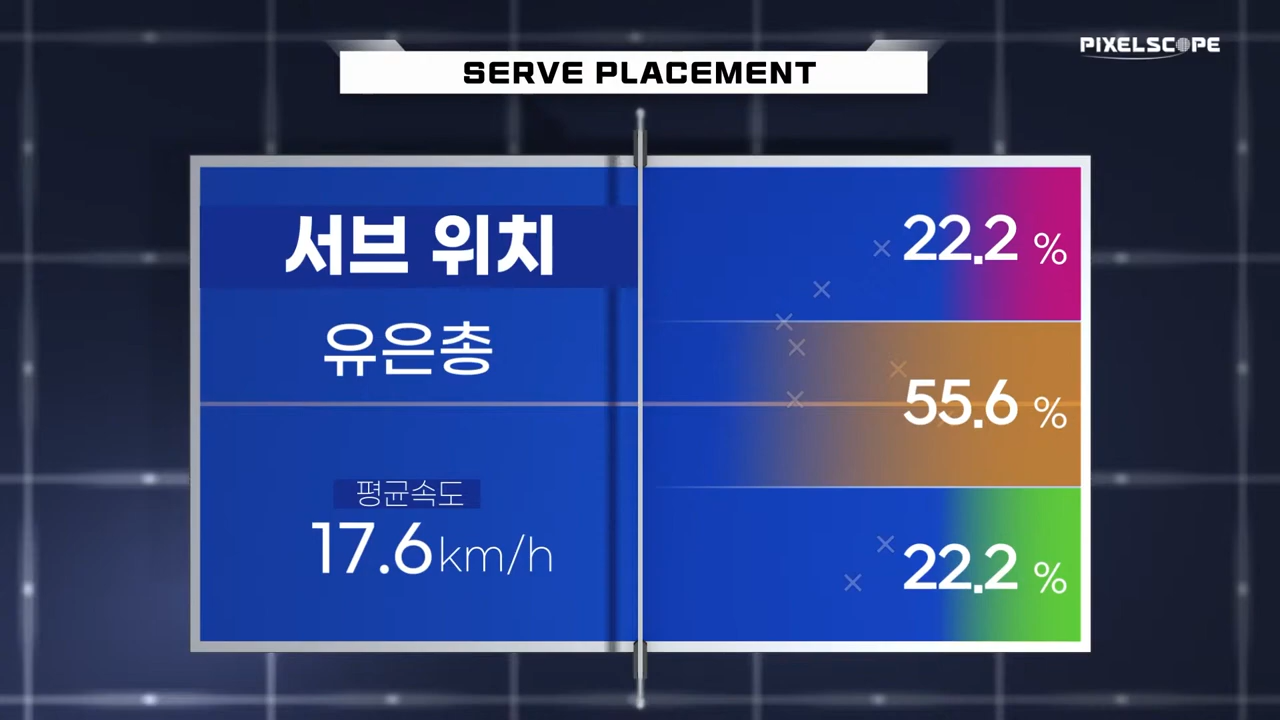 PIXELSCOPE
SERVE PLACEMENT
서브 위치
유은총
평균속도
17.6km/h
22.2 %
55.6 %
22.2 %